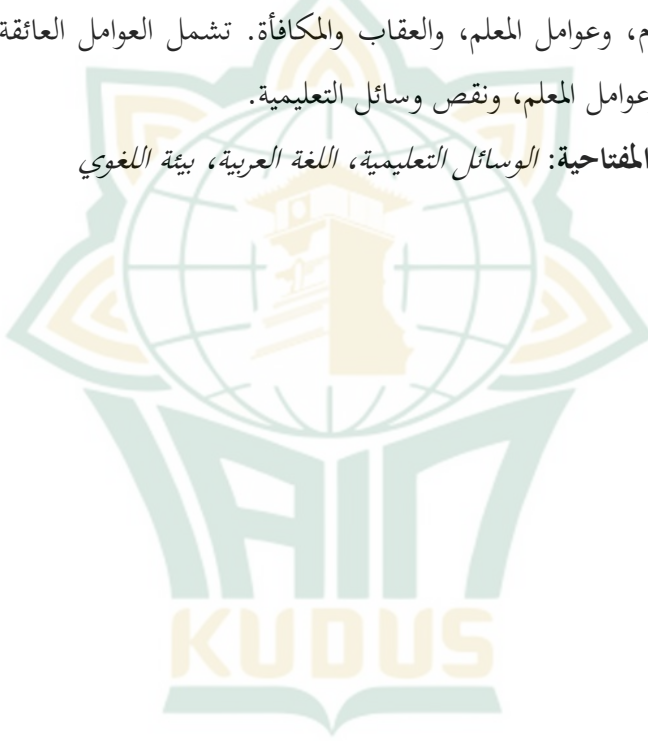 م، وعوامل المعلم، والعقاب والمكافأة. تشمل العوامل العائقة
عوامل المعلم، ونقص وسائل التعليمية.
المفتاحية: الوسائل التعليمية، اللغة العربية، بيئة اللغوي
IAIN
KUDUS